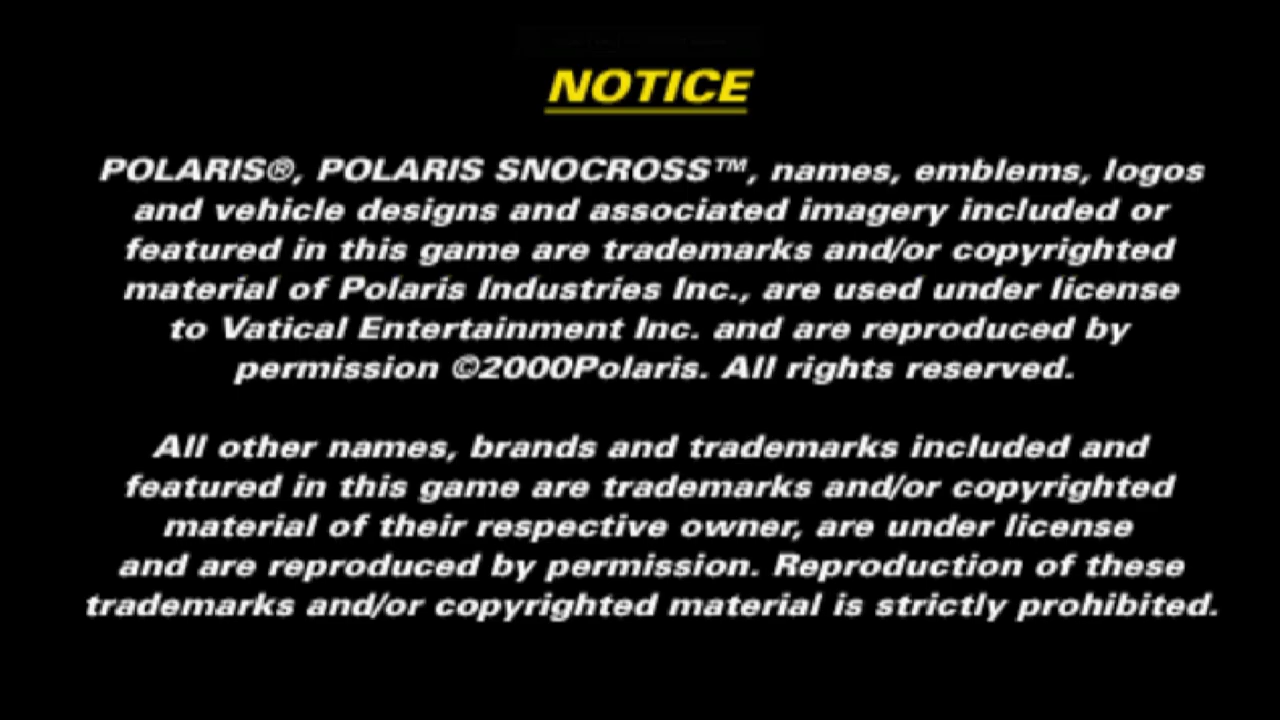 NOTICE
POLARIS®, POLARIS SNOCROSS™, names, emblems, logos
and vehicle designs and associated imagery included or
featured in this game are trademarks and/or copyrighted
material of Polaris Industries Inc., are used under license
to Vatical Entertainment Inc. and are reproduced by
permission ©2000Polaris. All rights reserved.
All other names, brands and trademarks included and
featured in this game are trademarks and/or copyrighted
material of their respective owner, are under license
and are reproduced by permission. Reproduction of these
trademarks and/or copyrighted material is strictly prohibited.